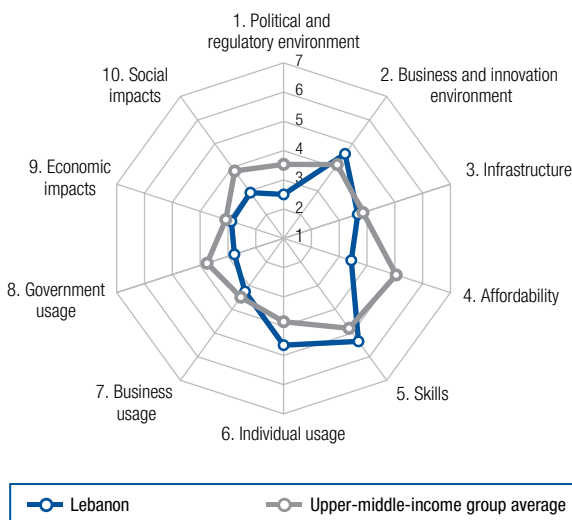 1. Political and
regulatory environment
2. Business and innovation
environment
3. Infrastructure
4. Affordability
5. Skills
6. Individual usage
7. Business
usage
8. Government
usage
9. Economic
impacts
10. Social
impacts
7
6
5
4
3
2
1
Lebanon
Upper-middle-income group average